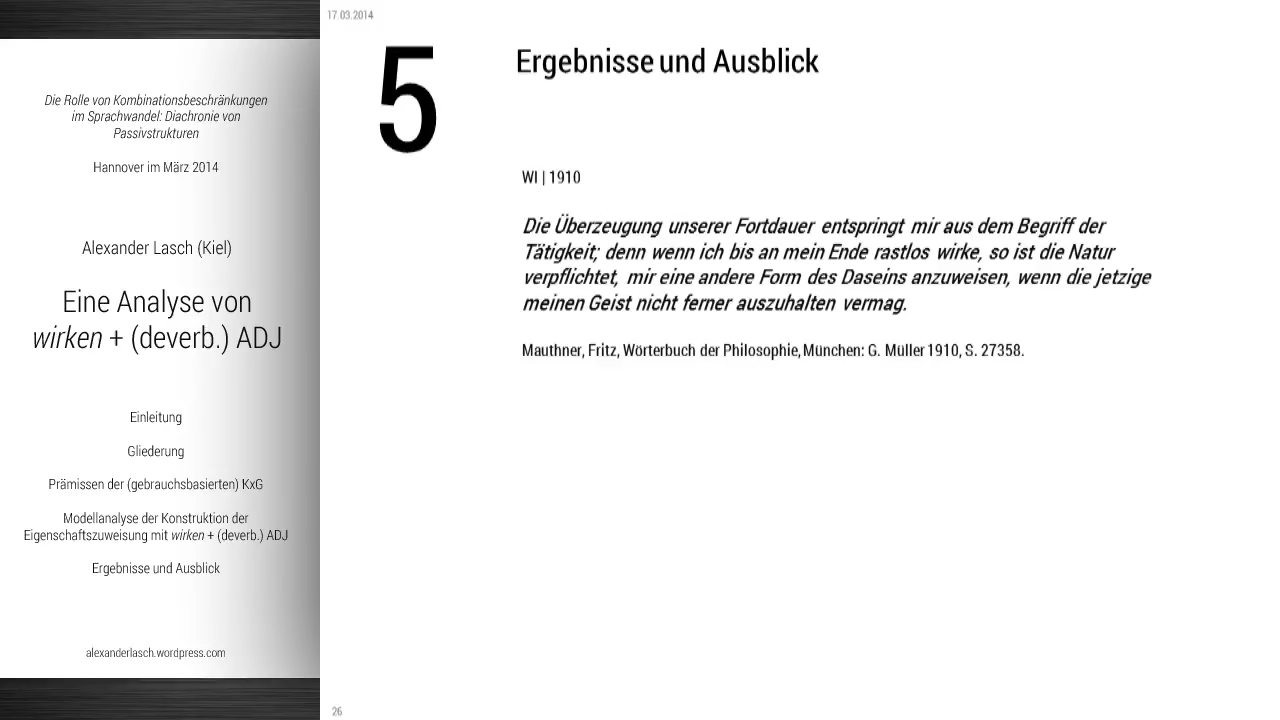 17.03.2014
Die Rolle von Kombinationsbeschränkungen
im Sprachwandel: Diachronie von
Passivstrukturen
Hannover im März 2014
Alexander Lasch (Kiel)
Eine Analyse von
wirken + (deverb.) ADJ
Einleitung
Gliederung
Prämissen der (gebrauchsbasierten) KxG
Modellanalyse der Konstruktion der
Eigenschaftszuweisung mit wirken + (deverb.) ADJ
Ergebnisse und Ausblick
alexanderlasch.wordpress.com
5
Ergebnisse und Ausblick
WI | 1910
Die Überzeugung unserer Fortdauer entspringt mir aus dem Begriff der
Tätigkeit; denn wenn ich bis an mein Ende rastlos wirke, so ist die Natur
verpflichtet, mir eine andere Form des Daseins anzuweisen, wenn die jetzige
meinen Geist nicht ferner auszuhalten vermag.
Mauthner, Fritz, Wörterbuch der Philosophie, München: G. Müller 1910, S. 27358.
26